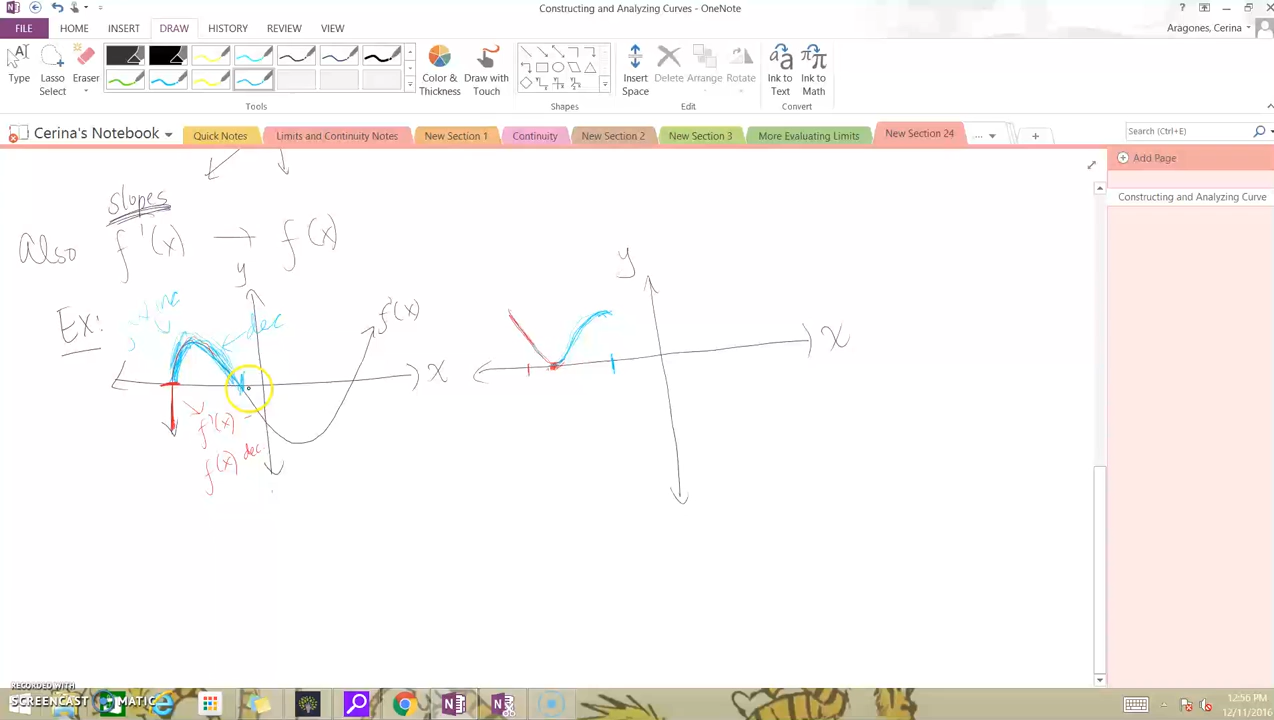 Constructing and Analyzing Curves - OneNote
FILE HOME INSERT DRAW HISTORY REVIEW VIEW
Aragones, Cerina
Type Lasso Select Eraser Color & Thickness Draw with Touch Insert Space Delete Arrange Rotate Ink to Text Ink to Math
Tools Shapes Edit Convert
Cerina's Notebook Quick Notes Limits and Continuity Notes New Section 1 Continuity New Section 2 New Section 3 More Evaluating Limits New Section 24 ... Search (Ctrl+E)
Add Page
Constructing and Analyzing Curve
slopes
Also f'(x) → f(x)
y
y
Ex:
inc
dec
f'(x)
x
x
f'(x) -
f(x) dec.
RECORDED WITH
SCREENCAST MATIC
12:56 PM
12/11/2016